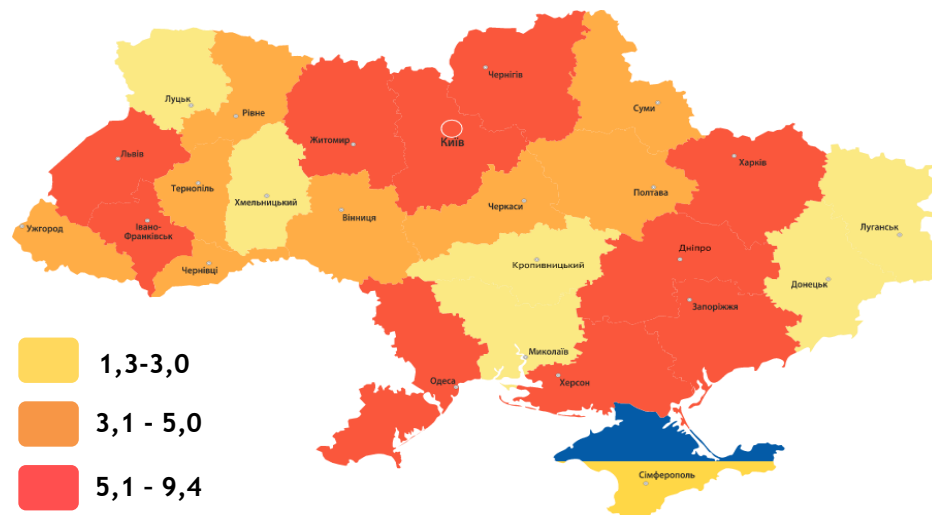 Чернігів
Луцьк
Рівне
Суми
Житомир
Київ
Львів
Харків
Тернопіль
Хмельницький
Полтава
Черкаси
Вінниця
Ужгород
Івано-
Франківськ
Луганськ
Дніпро
Чернівці
Кропивницький
Донецьк
Запоріжжя
Миколаїв
1,3-3,0
Одеса
Херсон
3,1 - 5,0
Сімферополь
5,1 - 9,4